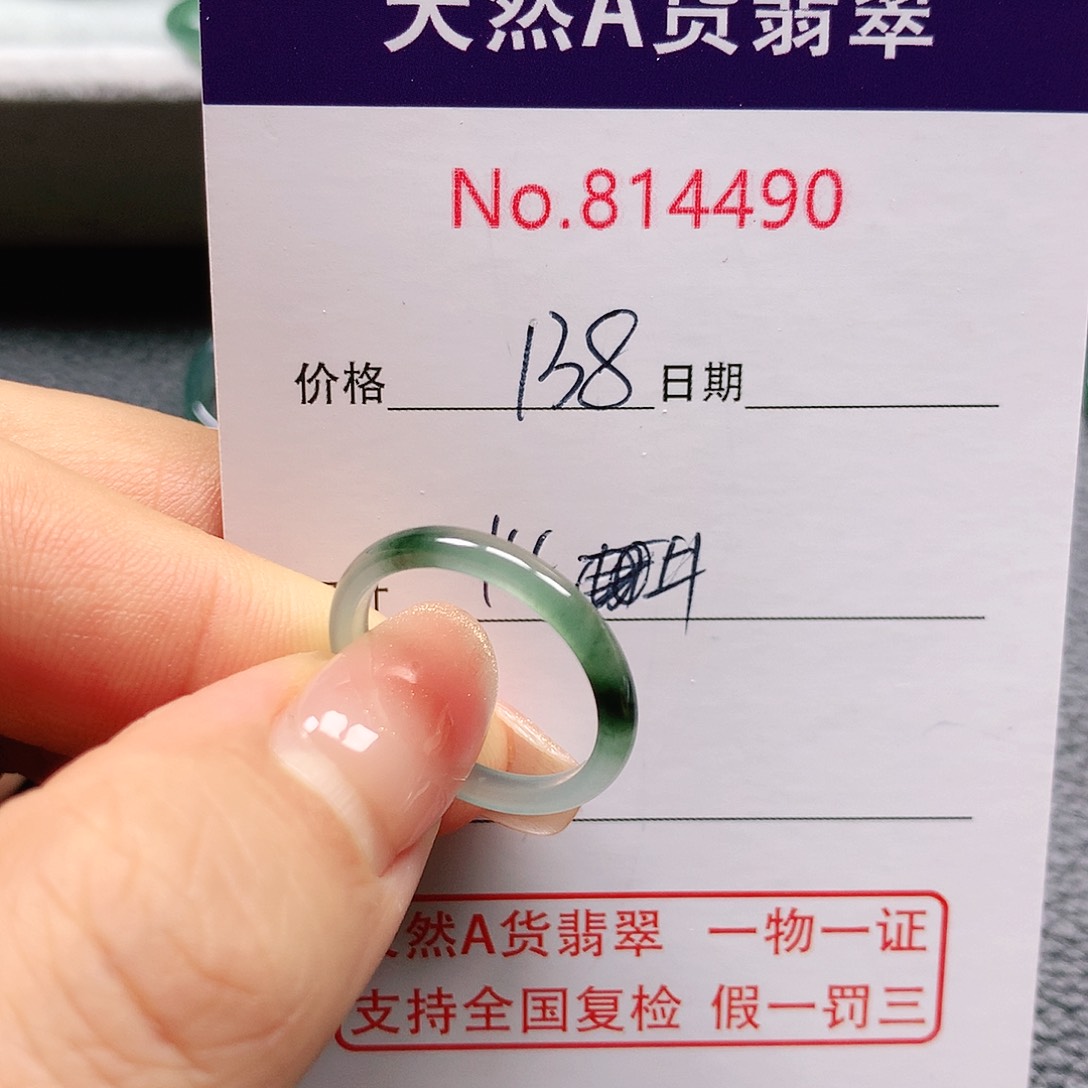 天然A货翡翠
No.814490
价格 138 日期
然A货翡翠 一物一证
支持全国复检 假一罚三